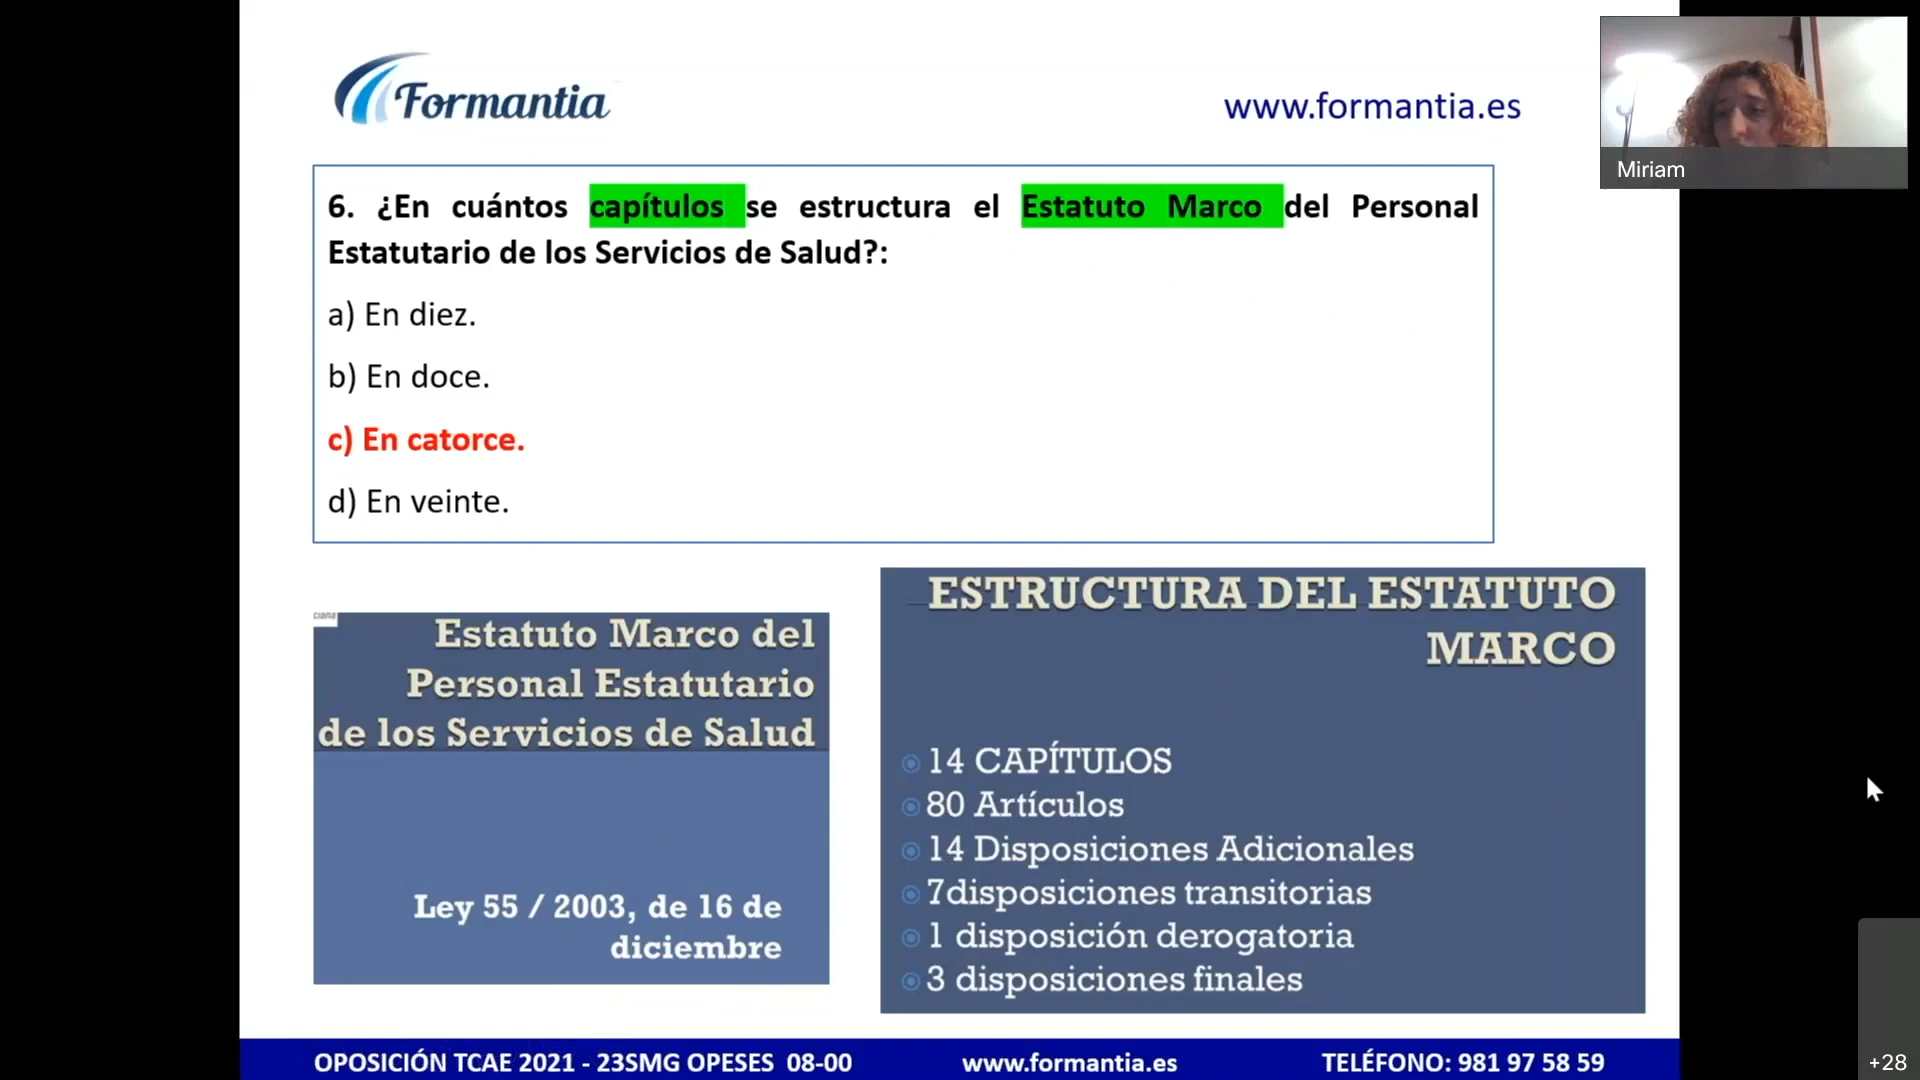 Formantia
www.formantia.es
Miriam
6. ¿En cuántos capítulos se estructura el Estatuto Marco del Personal
Estatutario de los Servicios de Salud?:
a) En diez.
b) En doce.
c) En catorce.
d) En veinte.
ciana
Estatuto Marco del
Personal Estatutario
de los Servicios de Salud
Ley 55 / 2003, de 16 de
diciembre
ESTRUCTURA DEL ESTATUTO
MARCO
14 CAPÍTULOS
80 Artículos
14 Disposiciones Adicionales
7disposiciones transitorias
1 disposición derogatoria
3 disposiciones finales
OPOSICIÓN TCAE 2021 - 23SMG OPESES 08-00
www.formantia.es
TELÉFONO: 981 97 58 59
+28